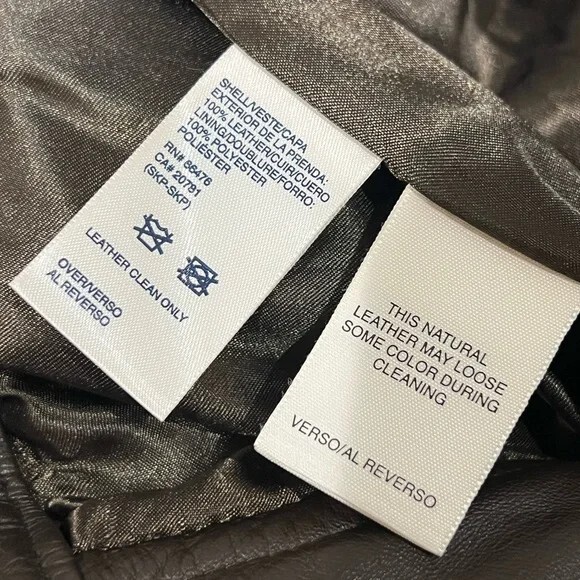 SHELL/VESTE/CAPA
EXTERIOR DE LA PRENDA:
100% LEATHER/CUIR/CUERO
LINING/DOUBLURE/FORRO:
100% POLYESTER
POLIÉSTER
RN# 86476
CA# 20781
(SKP-SKP)
LEATHER CLEAN ONLY
OVER/VERSO
AL REVERSO
THIS NATURAL
LEATHER MAY LOOSE
SOME COLOR DURING
CLEANING
VERSO/AL REVERSO